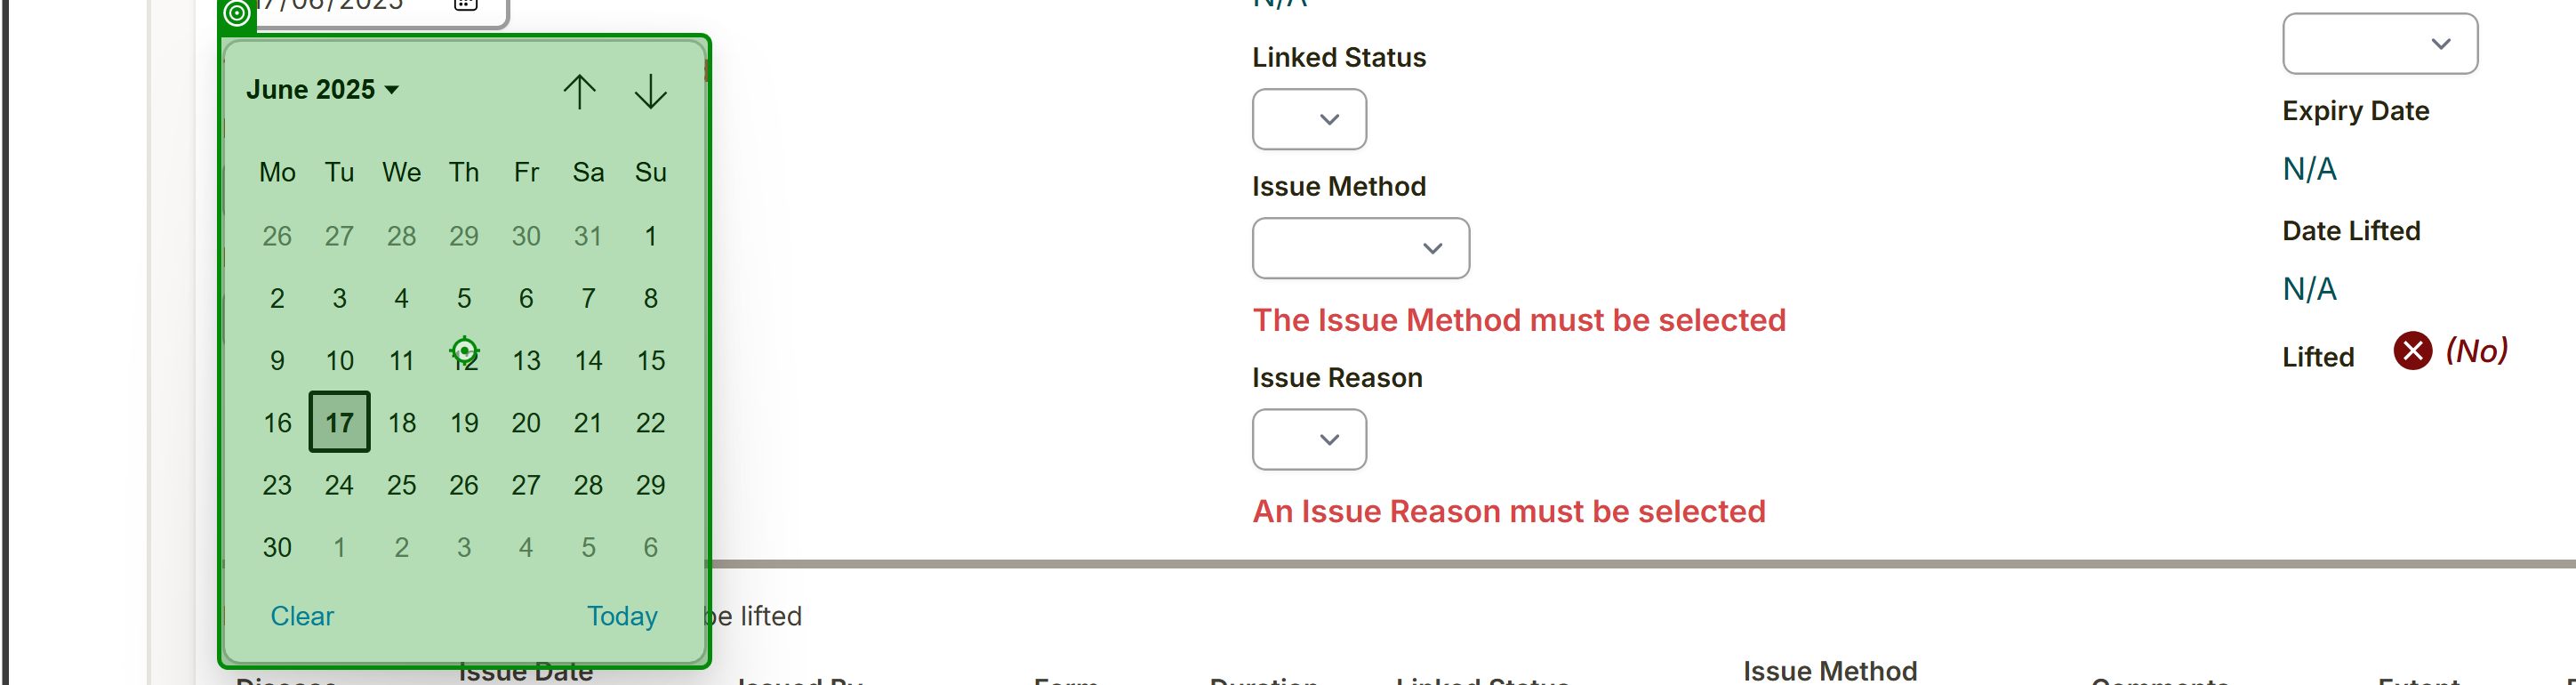 17/06/2025
N/A
June 2025
Mo Tu We Th Fr Sa Su
26 27 28 29 30 31 1
2 3 4 5 6 7 8
9 10 11 12 13 14 15
16 17 18 19 20 21 22
23 24 25 26 27 28 29
30 1 2 3 4 5 6
Clear Today
be lifted
Linked Status
Issue Method
The Issue Method must be selected
Issue Reason
An Issue Reason must be selected
Expiry Date
N/A
Date Lifted
N/A
Lifted (No)
Disease Issue Date Issued By Form Duration Linked Status Issue Method Comments Extent